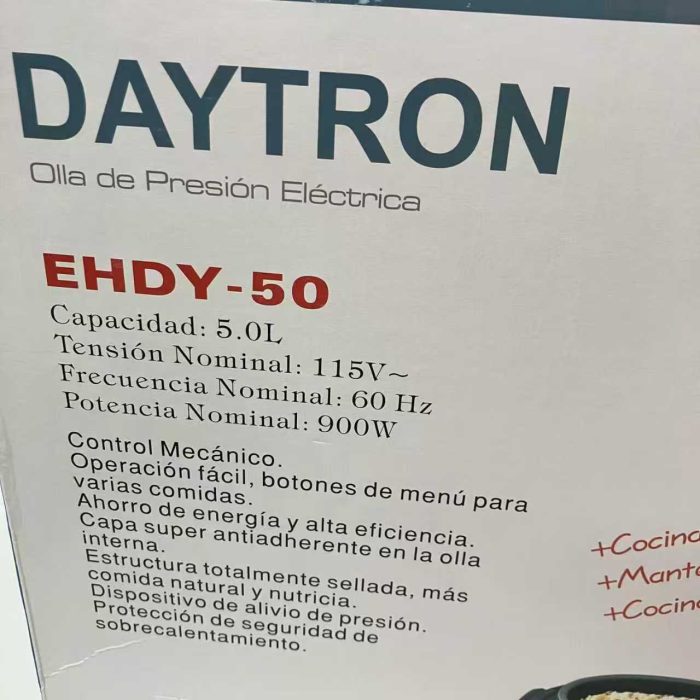 DAYTRON
Olla de Presión Eléctrica
EHDY-50
Capacidad: 5.0L
Tensión Nominal: 115V~
Frecuencia Nominal: 60 Hz
Potencia Nominal: 900W
Control Mecánico.
Operación fácil, botones de menú para
varias comidas.
Ahorro de energía y alta eficiencia.
Capa super antiadherente en la olla
interna.
Estructura totalmente sellada, más
comida natural y nutricia.
Dispositivo de alivio de presión.
Protección de seguridad de
sobrecalentamiento.
+Cocina
+Mant
+Cocin